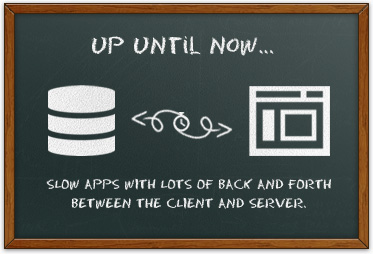 UP UNTIL NOW...
SLOW APPS WITH LOTS OF BACK AND FORTH
BETWEEN THE CLIENT AND SERVER.